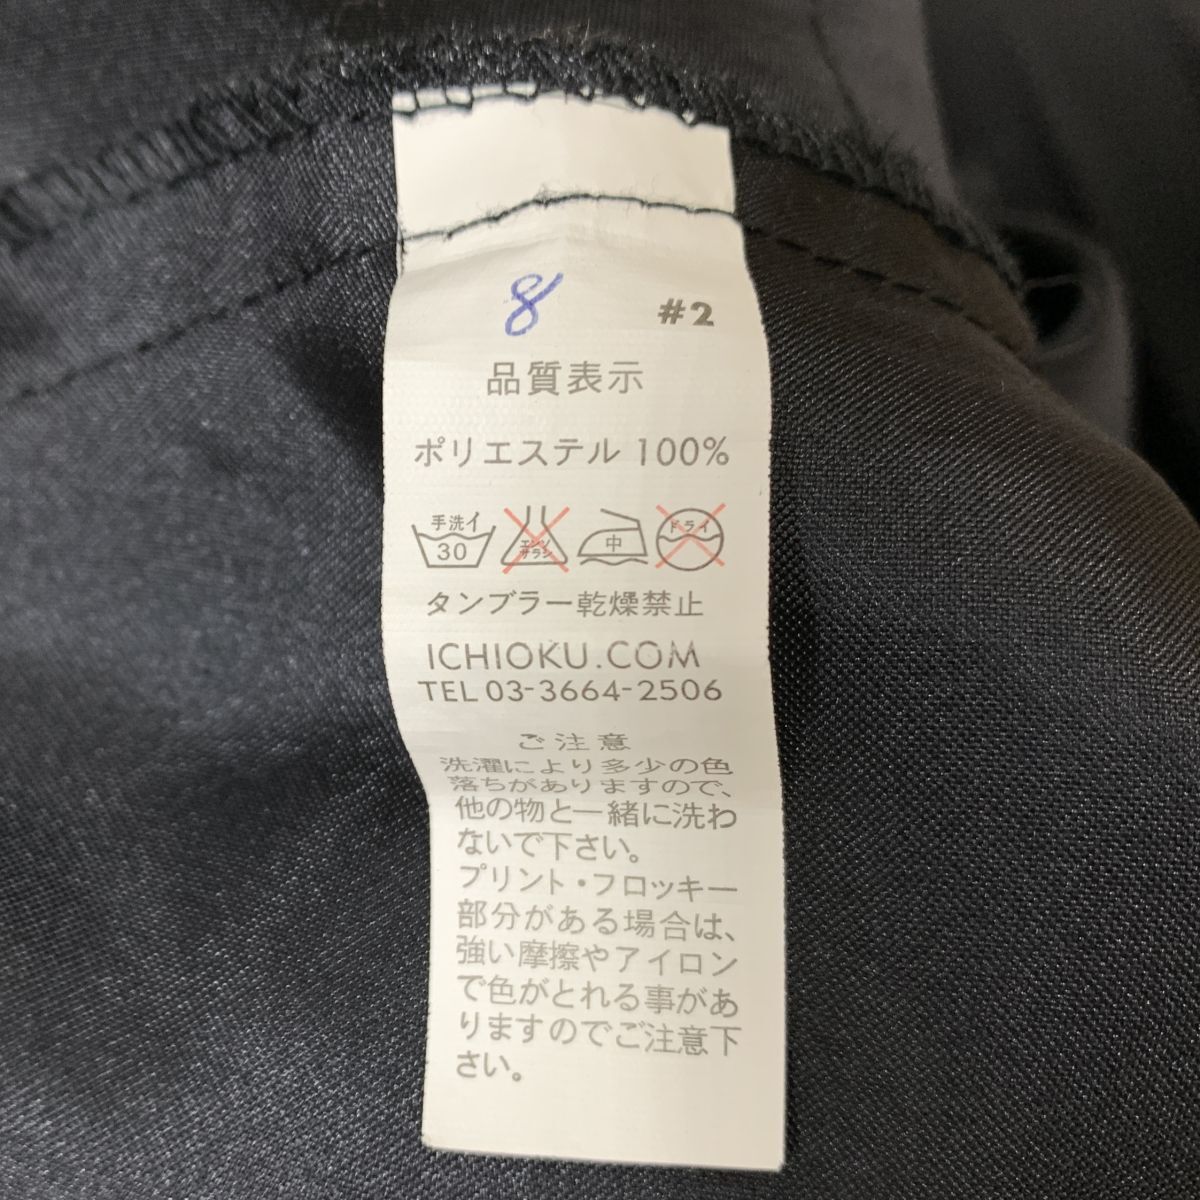 8 #2
品質表示
ポリエステル 100%
手洗イ 30 エンソサラシ 中 ドライ
タンブラー乾燥禁止
ICHIOKU.COM
TEL 03-3664-2506
ご注意
洗濯により多少の色
落ちがありますので、
他の物と一緒に洗わ
ないで下さい。
プリント・フロッキー
部分がある場合は、
強い摩擦やアイロン
で色がとれる事があ
りますのでご注意下
さい。